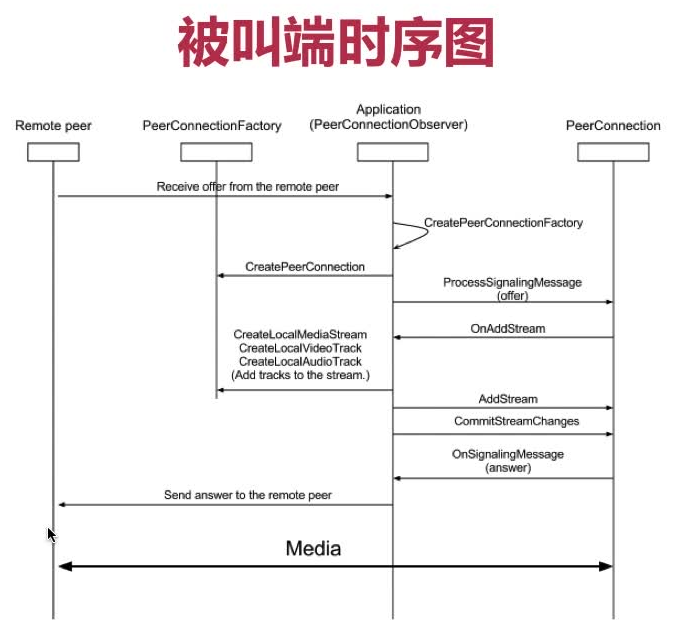 被叫端时序图
Remote peer
PeerConnectionFactory
Application
(PeerConnectionObserver)
PeerConnection
Receive offer from the remote peer
CreatePeerConnectionFactory
CreatePeerConnection
ProcessSignalingMessage
(offer)
OnAddStream
CreateLocalMediaStream
CreateLocalVideoTrack
CreateLocalAudioTrack
(Add tracks to the stream.)
AddStream
CommitStreamChanges
OnSignalingMessage
(answer)
Send answer to the remote peer
Media